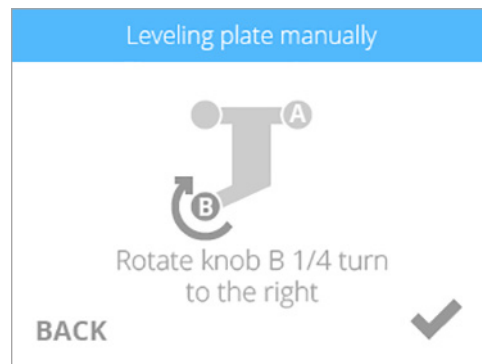 Leveling plate manually
A
B
Rotate knob B 1/4 turn
to the right
BACK